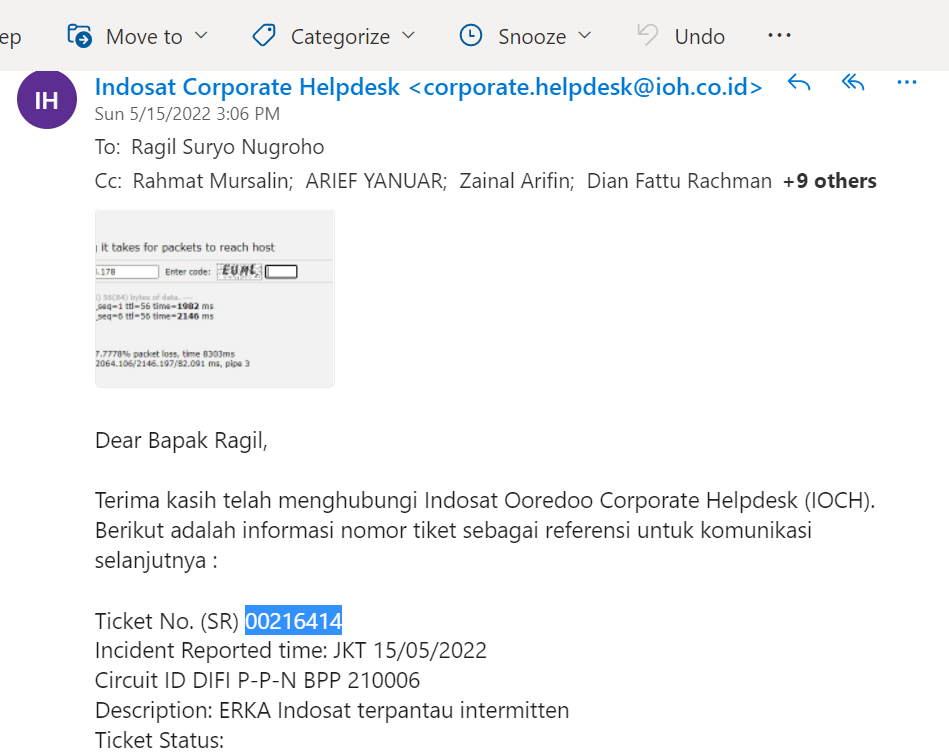 ep Move to Categorize Snooze Undo ...
IH
Indosat Corporate Helpdesk <corporate.helpdesk@ioh.co.id>
Sun 5/15/2022 3:06 PM
To: Ragil Suryo Nugroho
Cc: Rahmat Mursalin; ARIEF YANUAR; Zainal Arifin; Dian Fattu Rachman +9 others
it takes for packets to reach host
.178 Enter code: EUML
) 56(84) bytes of data. ---
_seq=1 ttl=56 time=1982 ms
_seq=6 ttl=56 time=2146 ms
7.7778% packet loss, time 8303ms
2064.106/2146.197/82.091 ms, pipe 3
Dear Bapak Ragil,
Terima kasih telah menghubungi Indosat Ooredoo Corporate Helpdesk (IOCH).
Berikut adalah informasi nomor tiket sebagai referensi untuk komunikasi
selanjutnya :
Ticket No. (SR) 00216414
Incident Reported time: JKT 15/05/2022
Circuit ID DIFI P-P-N BPP 210006
Description: ERKA Indosat terpantau intermitten
Ticket Status: